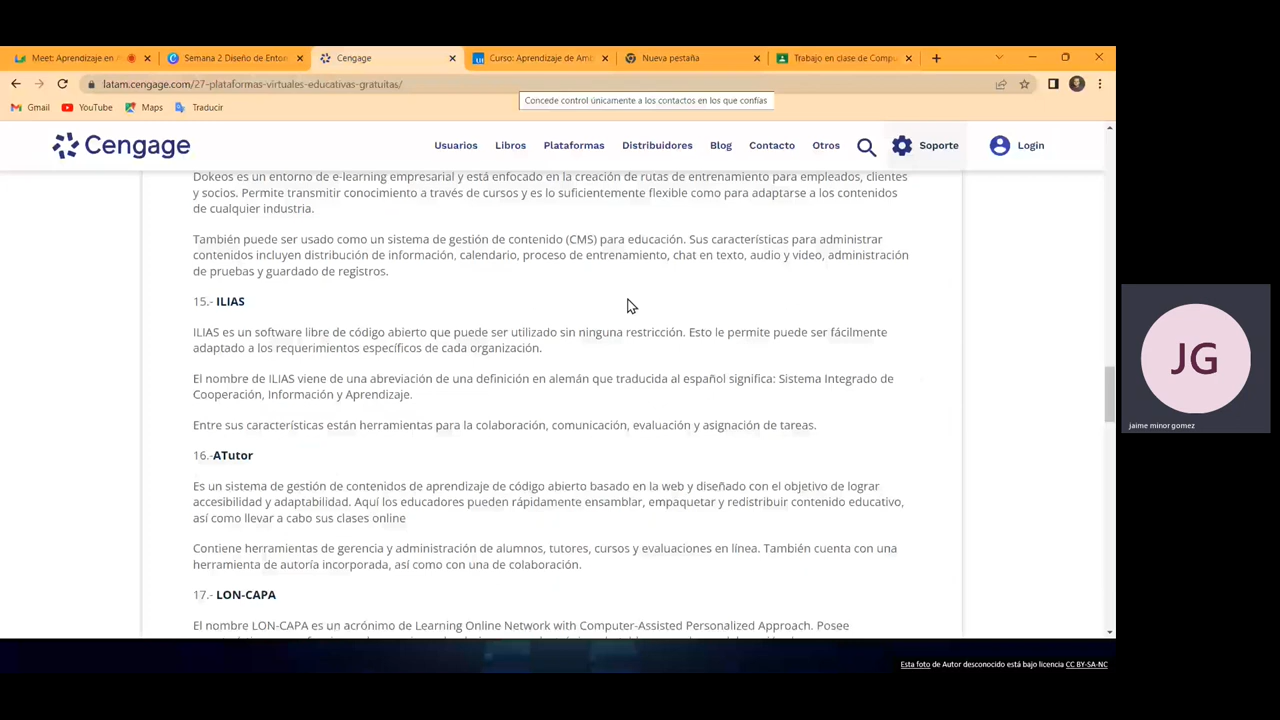 Meet: Aprendizaje en A
Semana 2 Diseño de Entorn
Cengage
Curso: Aprendizaje de Amb
Nueva pestaña
Trabajo en clase de Compu
latam.cengage.com/27-plataformas-virtuales-educativas-gratuitas/
Gmail YouTube Maps Traducir
Concede control únicamente a los contactos en los que confías
Cengage
Usuarios Libros Plataformas Distribuidores Blog Contacto Otros Soporte Login
Dokeos es un entorno de e-learning empresarial y está enfocado en la creación de rutas de entrenamiento para empleados, clientes
y socios. Permite transmitir conocimiento a través de cursos y es lo suficientemente flexible como para adaptarse a los contenidos
de cualquier industria.
También puede ser usado como un sistema de gestión de contenido (CMS) para educación. Sus características para administrar
contenidos incluyen distribución de información, calendario, proceso de entrenamiento, chat en texto, audio y video, administración
de pruebas y guardado de registros.
15.- ILIAS
ILIAS es un software libre de código abierto que puede ser utilizado sin ninguna restricción. Esto le permite puede ser fácilmente
adaptado a los requerimientos específicos de cada organización.
El nombre de ILIAS viene de una abreviación de una definición en alemán que traducida al español significa: Sistema Integrado de
Cooperación, Información y Aprendizaje.
Entre sus características están herramientas para la colaboración, comunicación, evaluación y asignación de tareas.
16.-ATutor
Es un sistema de gestión de contenidos de aprendizaje de código abierto basado en la web y diseñado con el objetivo de lograr
accesibilidad y adaptabilidad. Aquí los educadores pueden rápidamente ensamblar, empaquetar y redistribuir contenido educativo,
así como llevar a cabo sus clases online
Contiene herramientas de gerencia y administración de alumnos, tutores, cursos y evaluaciones en línea. También cuenta con una
herramienta de autoría incorporada, así como con una de colaboración.
17.- LON-CAPA
El nombre LON-CAPA es un acrónimo de Learning Online Network with Computer-Assisted Personalized Approach. Posee
JG
jaime minor gomez
Esta foto de Autor desconocido está bajo licencia CC BY-SA-NC